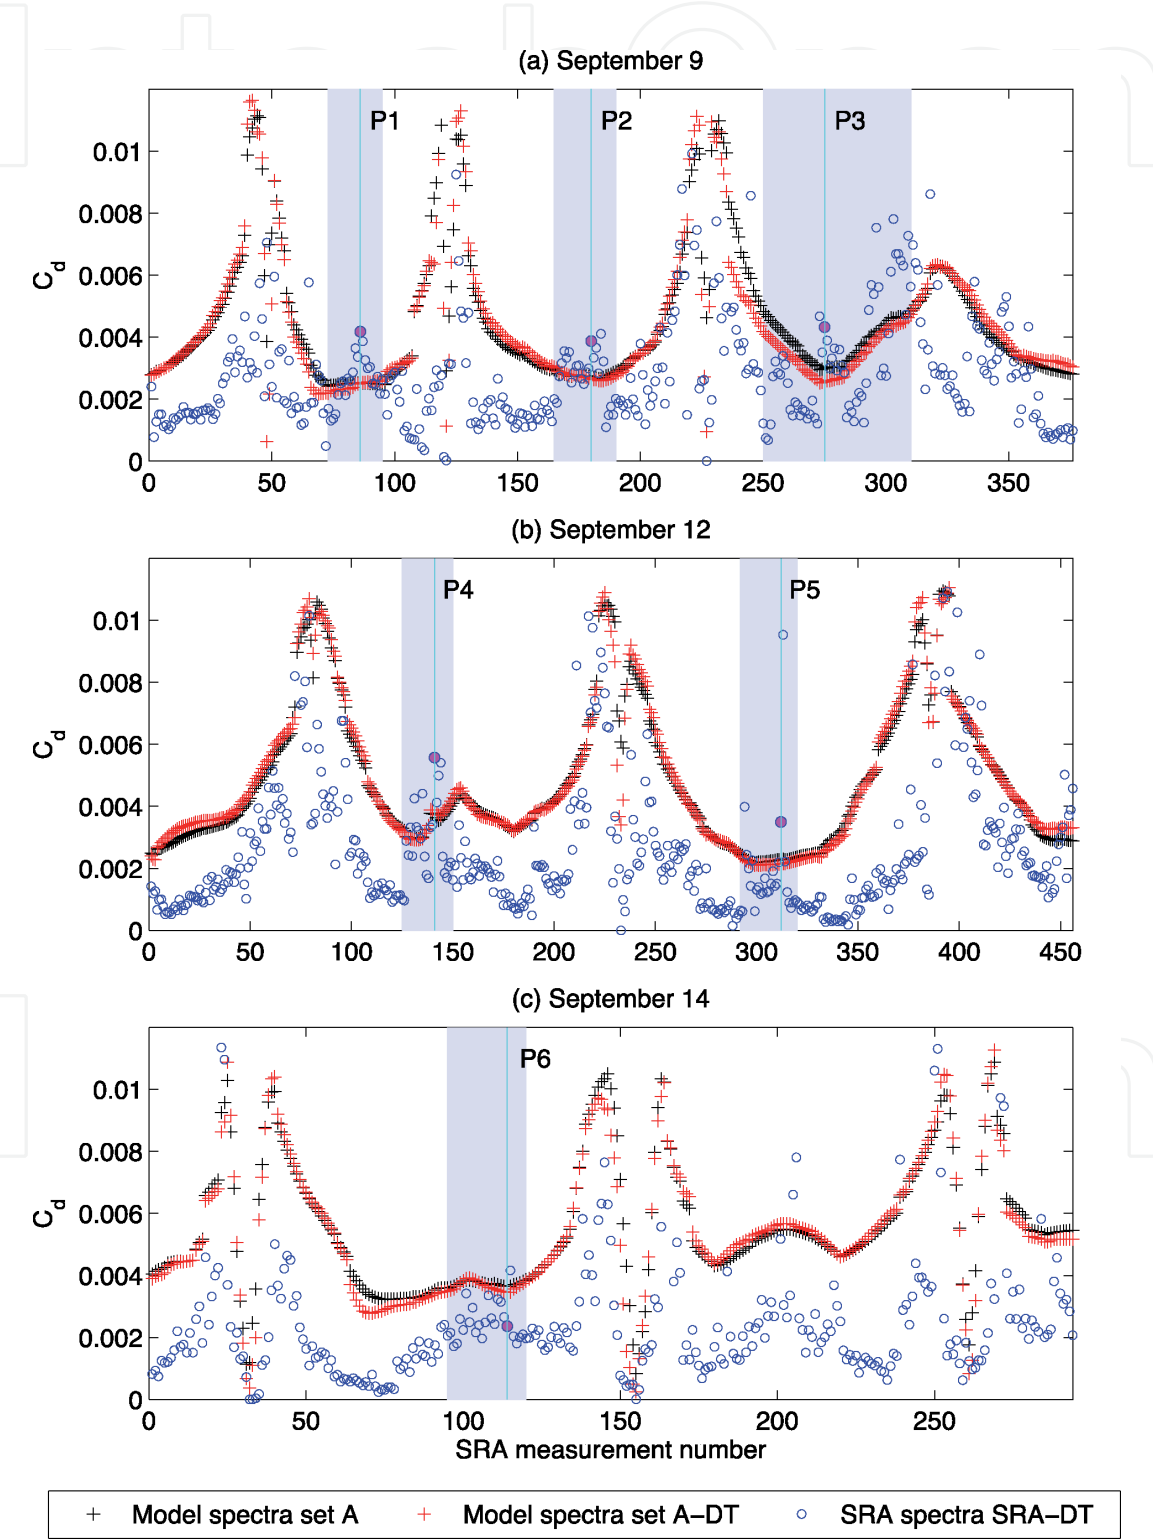 (a) September 9
P1 P2 P3
0.01
0.008
0.006
0.004
0.002
0
C_d
0 50 100 150 200 250 300 350
(b) September 12
P4 P5
0.01
0.008
0.006
0.004
0.002
0
C_d
0 50 100 150 200 250 300 350 400 450
(c) September 14
P6
0.01
0.008
0.006
0.004
0.002
0
C_d
0 50 100 150 200 250
SRA measurement number
Model spectra set A Model spectra set A-DT SRA spectra SRA-DT